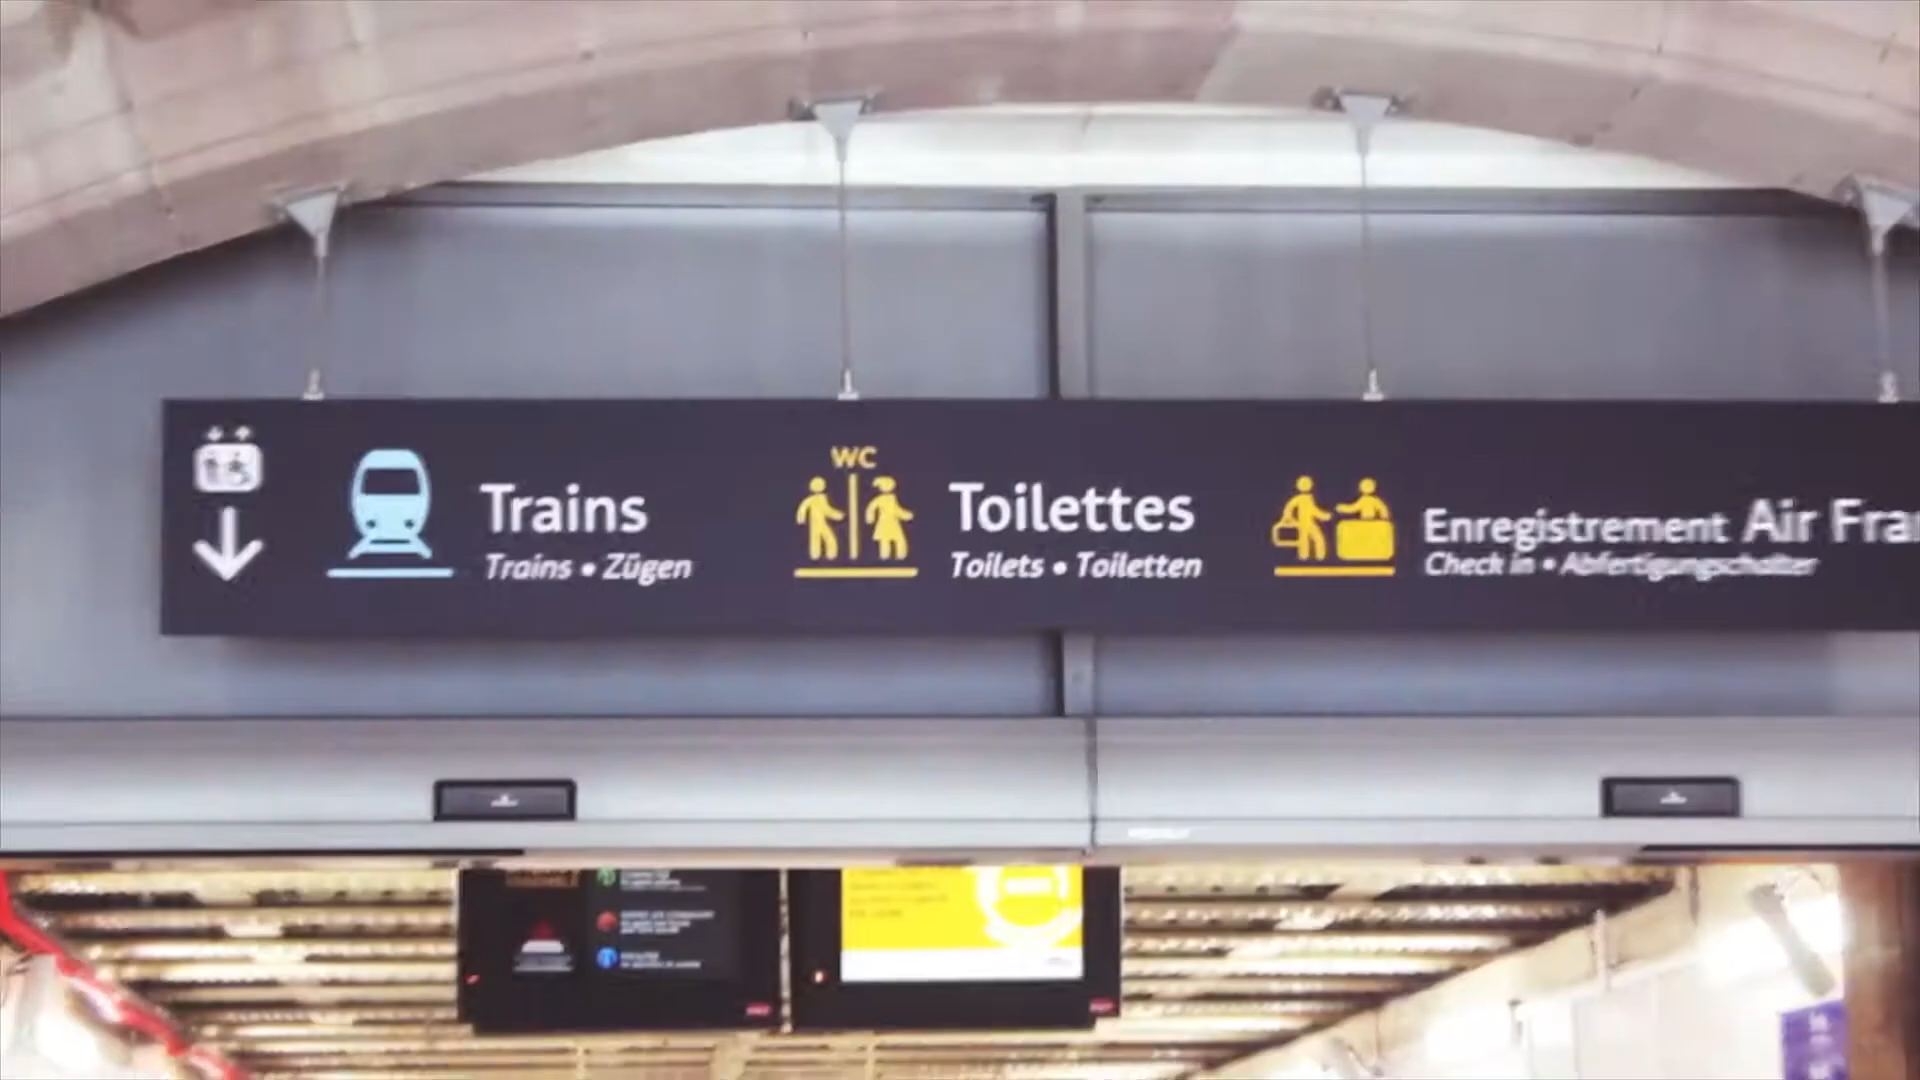 Trains
Trains • Zügen
WC
Toilettes
Toilets • Toiletten
Enregistrement Air Fra
Check in • Abfertigungschalter